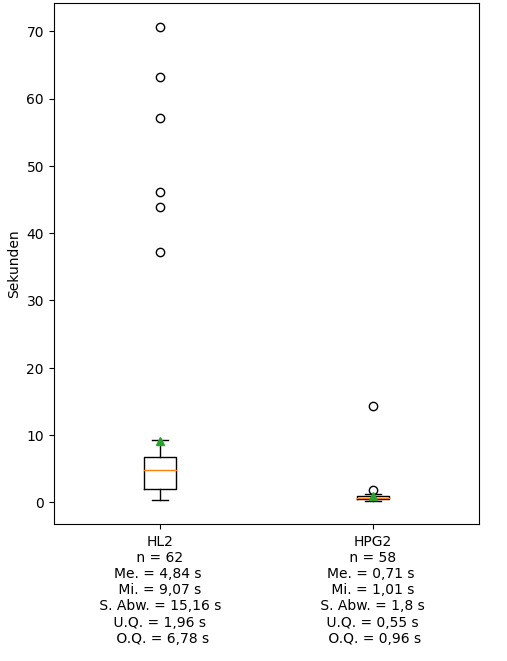 70
60
50
40
30
20
10
0
Sekunden
HL2 HPG2
n = 62 n = 58
Me. = 4,84 s Me. = 0,71 s
Mi. = 9,07 s Mi. = 1,01 s
S. Abw. = 15,16 s S. Abw. = 1,8 s
U.Q. = 1,96 s U.Q. = 0,55 s
O.Q. = 6,78 s O.Q. = 0,96 s